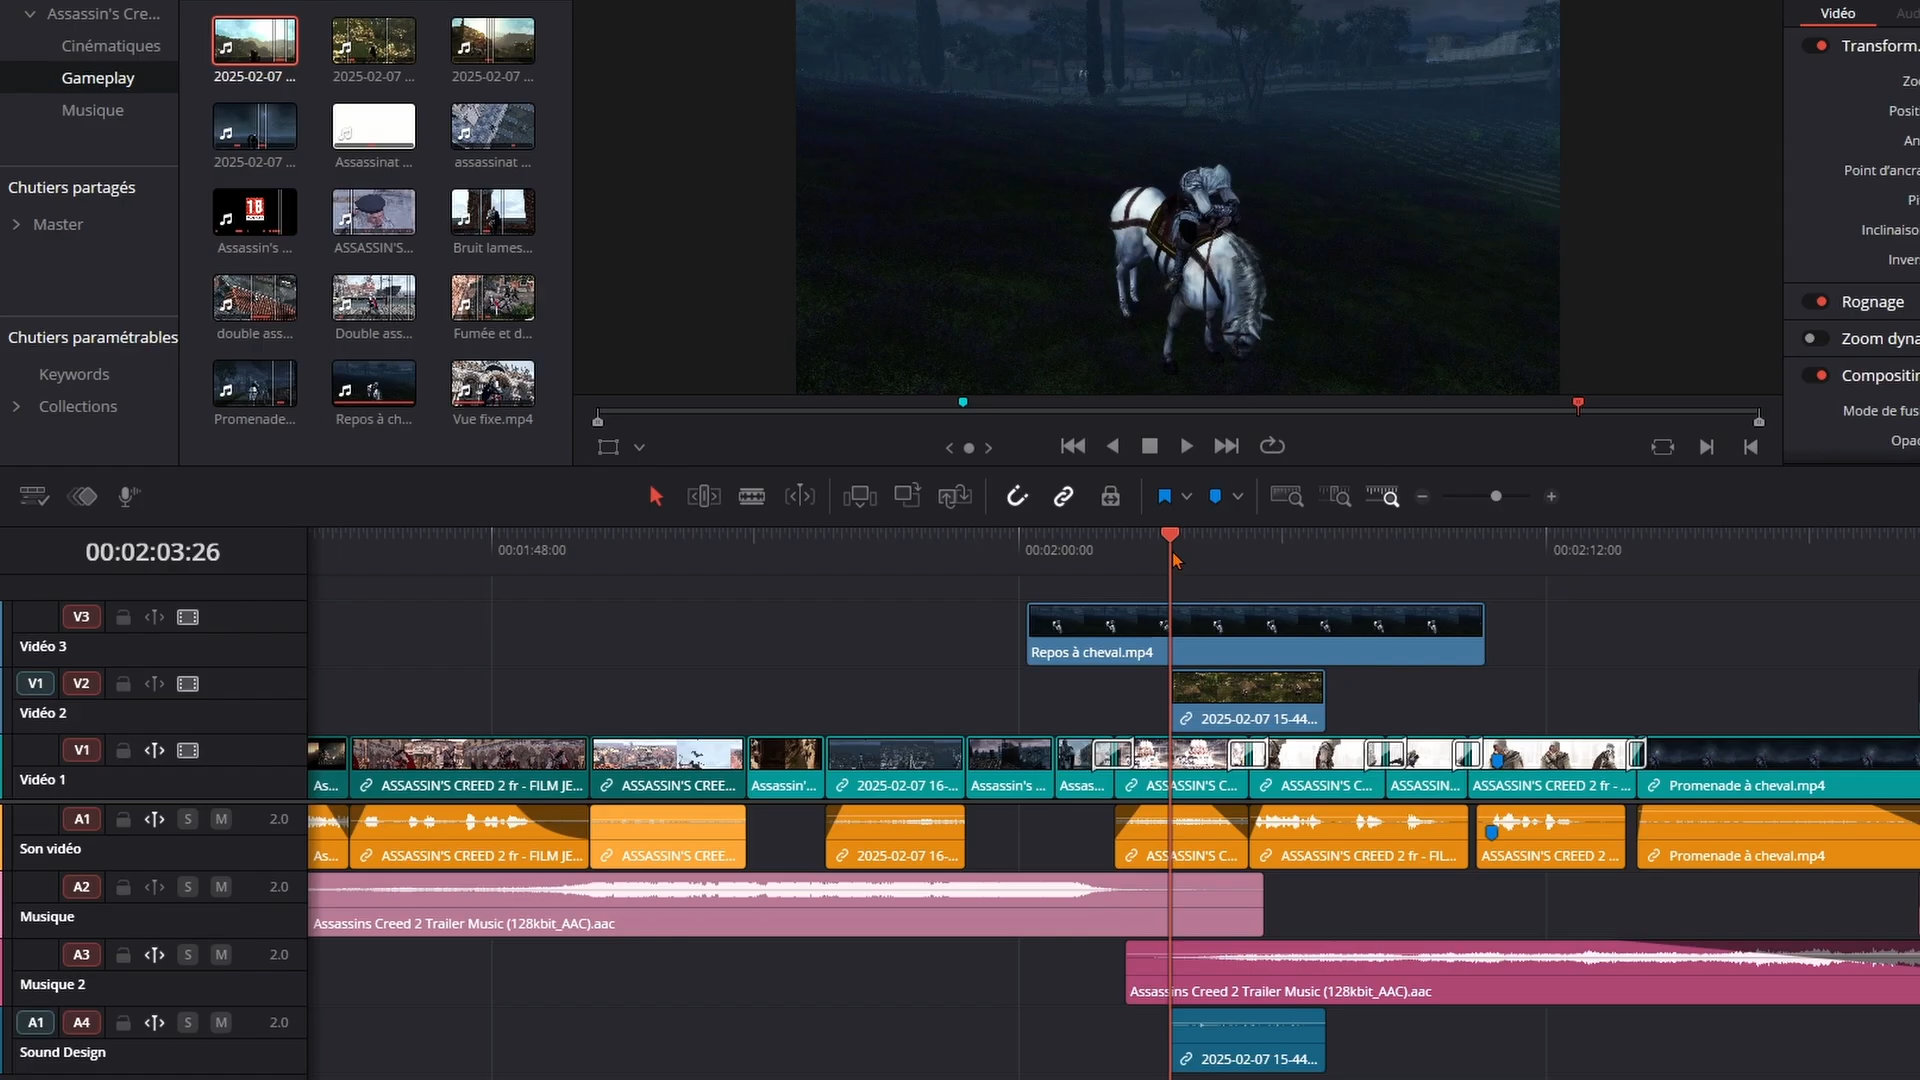 Assassin's Cre...
Cinématiques
Gameplay
Musique
Chutiers partagés
Master
Chutiers paramétrables
Keywords
Collections
2025-02-07 ...
2025-02-07 ...
2025-02-07 ...
2025-02-07 ...
Assassinat ...
assassinat ...
18
Assassin's ...
ASSASSIN'S...
Bruit lames...
double ass...
Double ass...
Fumée et d...
Promenade...
Repos à ch...
Vue fixe.mp4
Vidéo
Aud
Transform.
Zoo
Positi
An
Point d'ancra
Pi
Inclinaiso
Invers
Rognage
Zoom dyna
Compositin
Mode de fus
Opac
00:02:03:26
00:01:48:00
00:02:00:00
00:02:12:00
V3
Vidéo 3
Repos à cheval.mp4
V1 V2
Vidéo 2
2025-02-07 15-44...
V1
Vidéo 1
As...
ASSASSIN'S CREED 2 fr - FILM JE...
ASSASSIN'S CREE...
Assassin'...
2025-02-07 16-...
Assassin's ...
Assas...
ASSASSIN'S C...
ASSASSIN'S C...
ASSASSIN...
ASSASSIN'S CREED 2 fr - ...
Promenade à cheval.mp4
A1 S M 2.0
Son vidéo
As...
ASSASSIN'S CREED 2 fr - FILM JE...
ASSASSIN'S CREE...
2025-02-07 16-...
ASSASSIN'S C...
ASSASSIN'S CREED 2 fr - FIL...
ASSASSIN'S CREED 2 ...
Promenade à cheval.mp4
A2 S M 2.0
Musique
Assassins Creed 2 Trailer Music (128kbit_AAC).aac
A3 S M 2.0
Musique 2
Assassins Creed 2 Trailer Music (128kbit_AAC).aac
A1 A4 S M 2.0
Sound Design
2025-02-07 15-44...